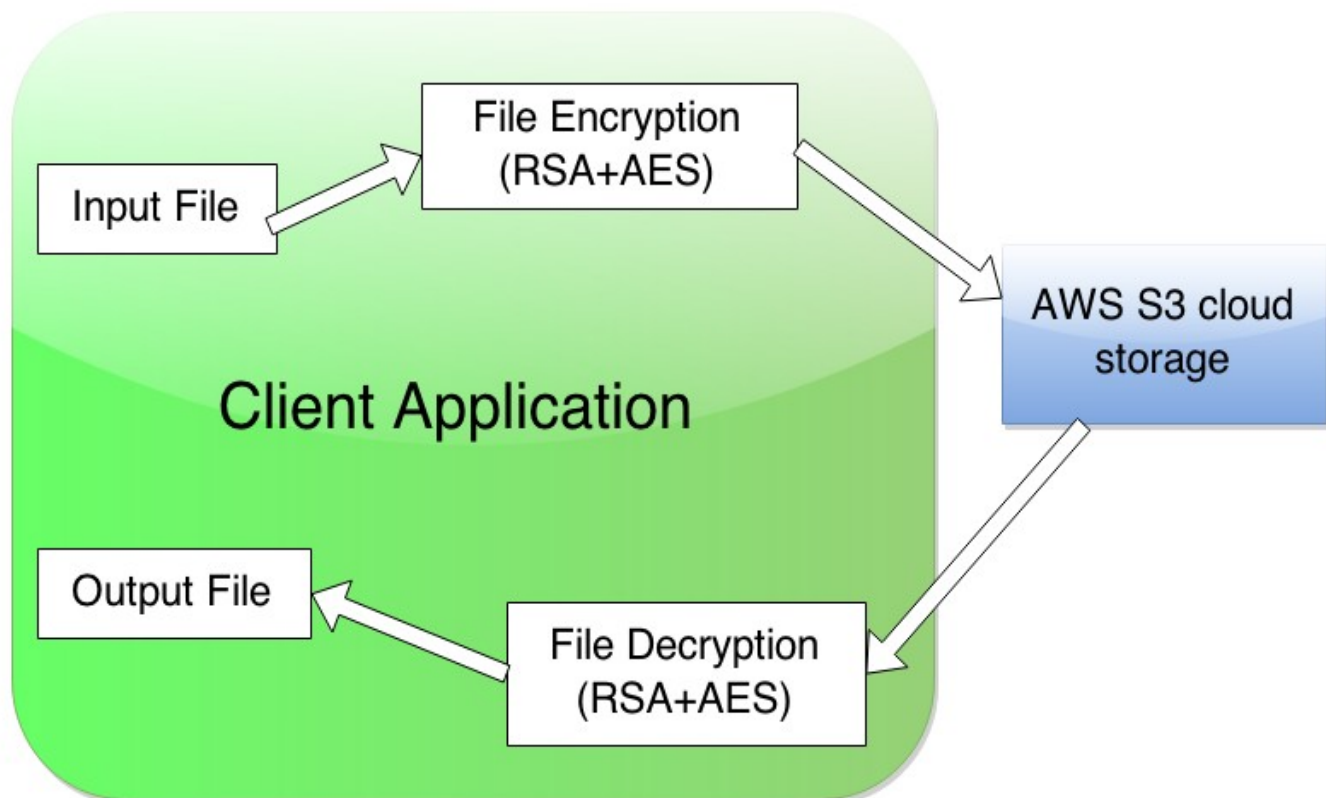 File Encryption
(RSA+AES)
Input File
AWS S3 cloud
storage
Client Application
Output File
File Decryption
(RSA+AES)